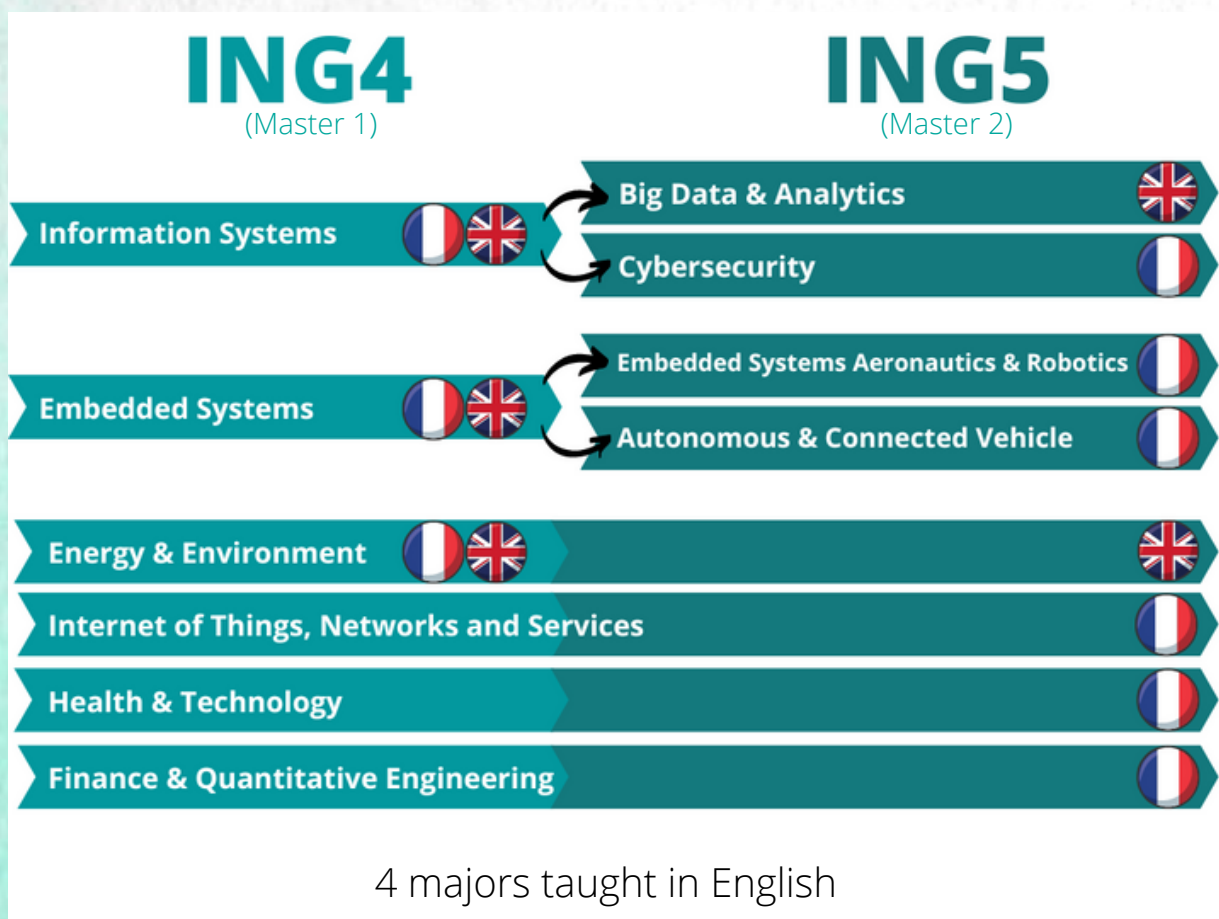 ING4
(Master 1)
ING5
(Master 2)
Information Systems
Big Data & Analytics
Cybersecurity
Embedded Systems
Embedded Systems Aeronautics & Robotics
Autonomous & Connected Vehicle
Energy & Environment
Internet of Things, Networks and Services
Health & Technology
Finance & Quantitative Engineering
4 majors taught in English